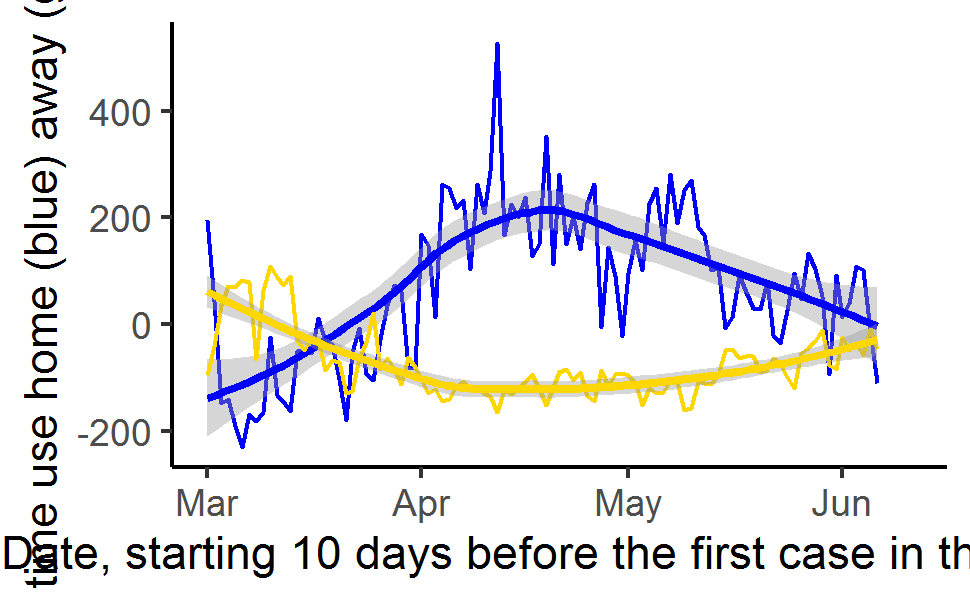 time use home (blue) away (
400
200
0
-200
Mar Apr May Jun
Date, starting 10 days before the first case in th